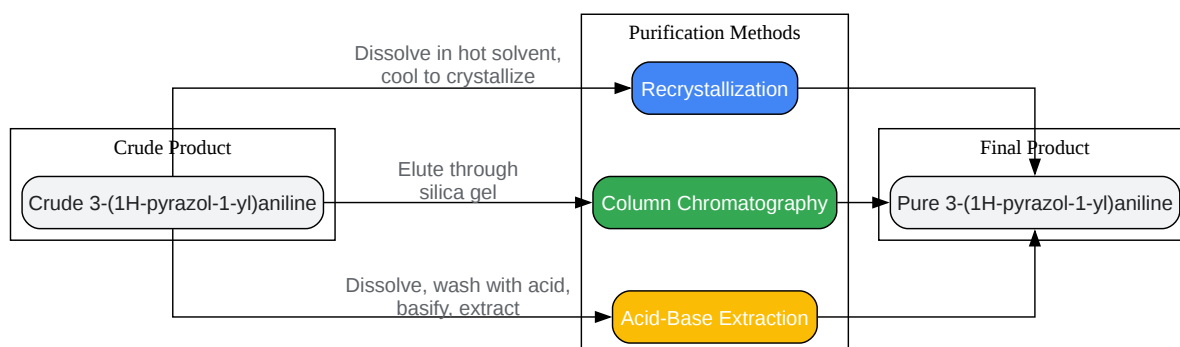 Purification Methods
Dissolve in hot solvent,
cool to crystallize
Recrystallization
Crude Product
Final Product
Elute through
silica gel
Crude 3-(1H-pyrazol-1-yl)aniline
Column Chromatography
Pure 3-(1H-pyrazol-1-yl)aniline
Dissolve, wash with acid,
basify, extract
Acid-Base Extraction